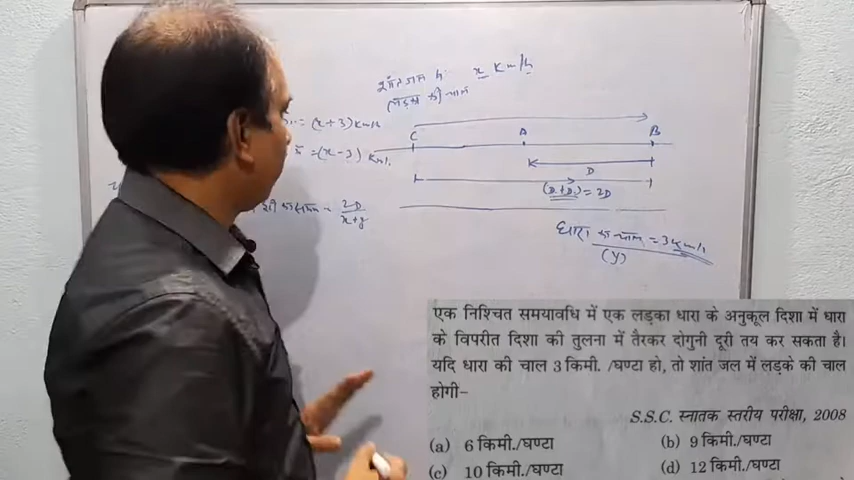 शांत जल में x Km/h
की चाल
= (x+3) Km/h
= (x-3) Km/
C A B
D
(D+D) = 2D
2D
x+y
धारा की चाल = 3 Km/h
(y)
एक निश्चित समयावधि में एक लड़का धारा के अनुकूल दिशा में धारा
के विपरीत दिशा की तुलना में तैरकर दोगुनी दूरी तय कर सकता है।
यदि धारा की चाल 3 किमी. /घण्टा हो, तो शांत जल में लड़के की चाल
होगी–
S.S.C. स्नातक स्तरीय परीक्षा, 2008
(a) 6 किमी./घण्टा (b) 9 किमी./घण्टा
(c) 10 किमी./घण्टा (d) 12 किमी./घण्टा